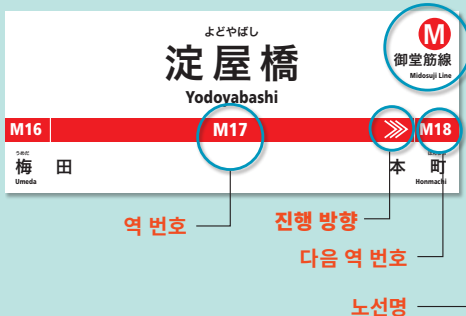 よどやばし
淀屋橋
Yodoyabashi
M
御堂筋線
Midosuji Line
M16
M17
M18
うめだ
梅 田
Umeda
本 町
Honmachi
역 번호
진행 방향
다음 역 번호
노선명